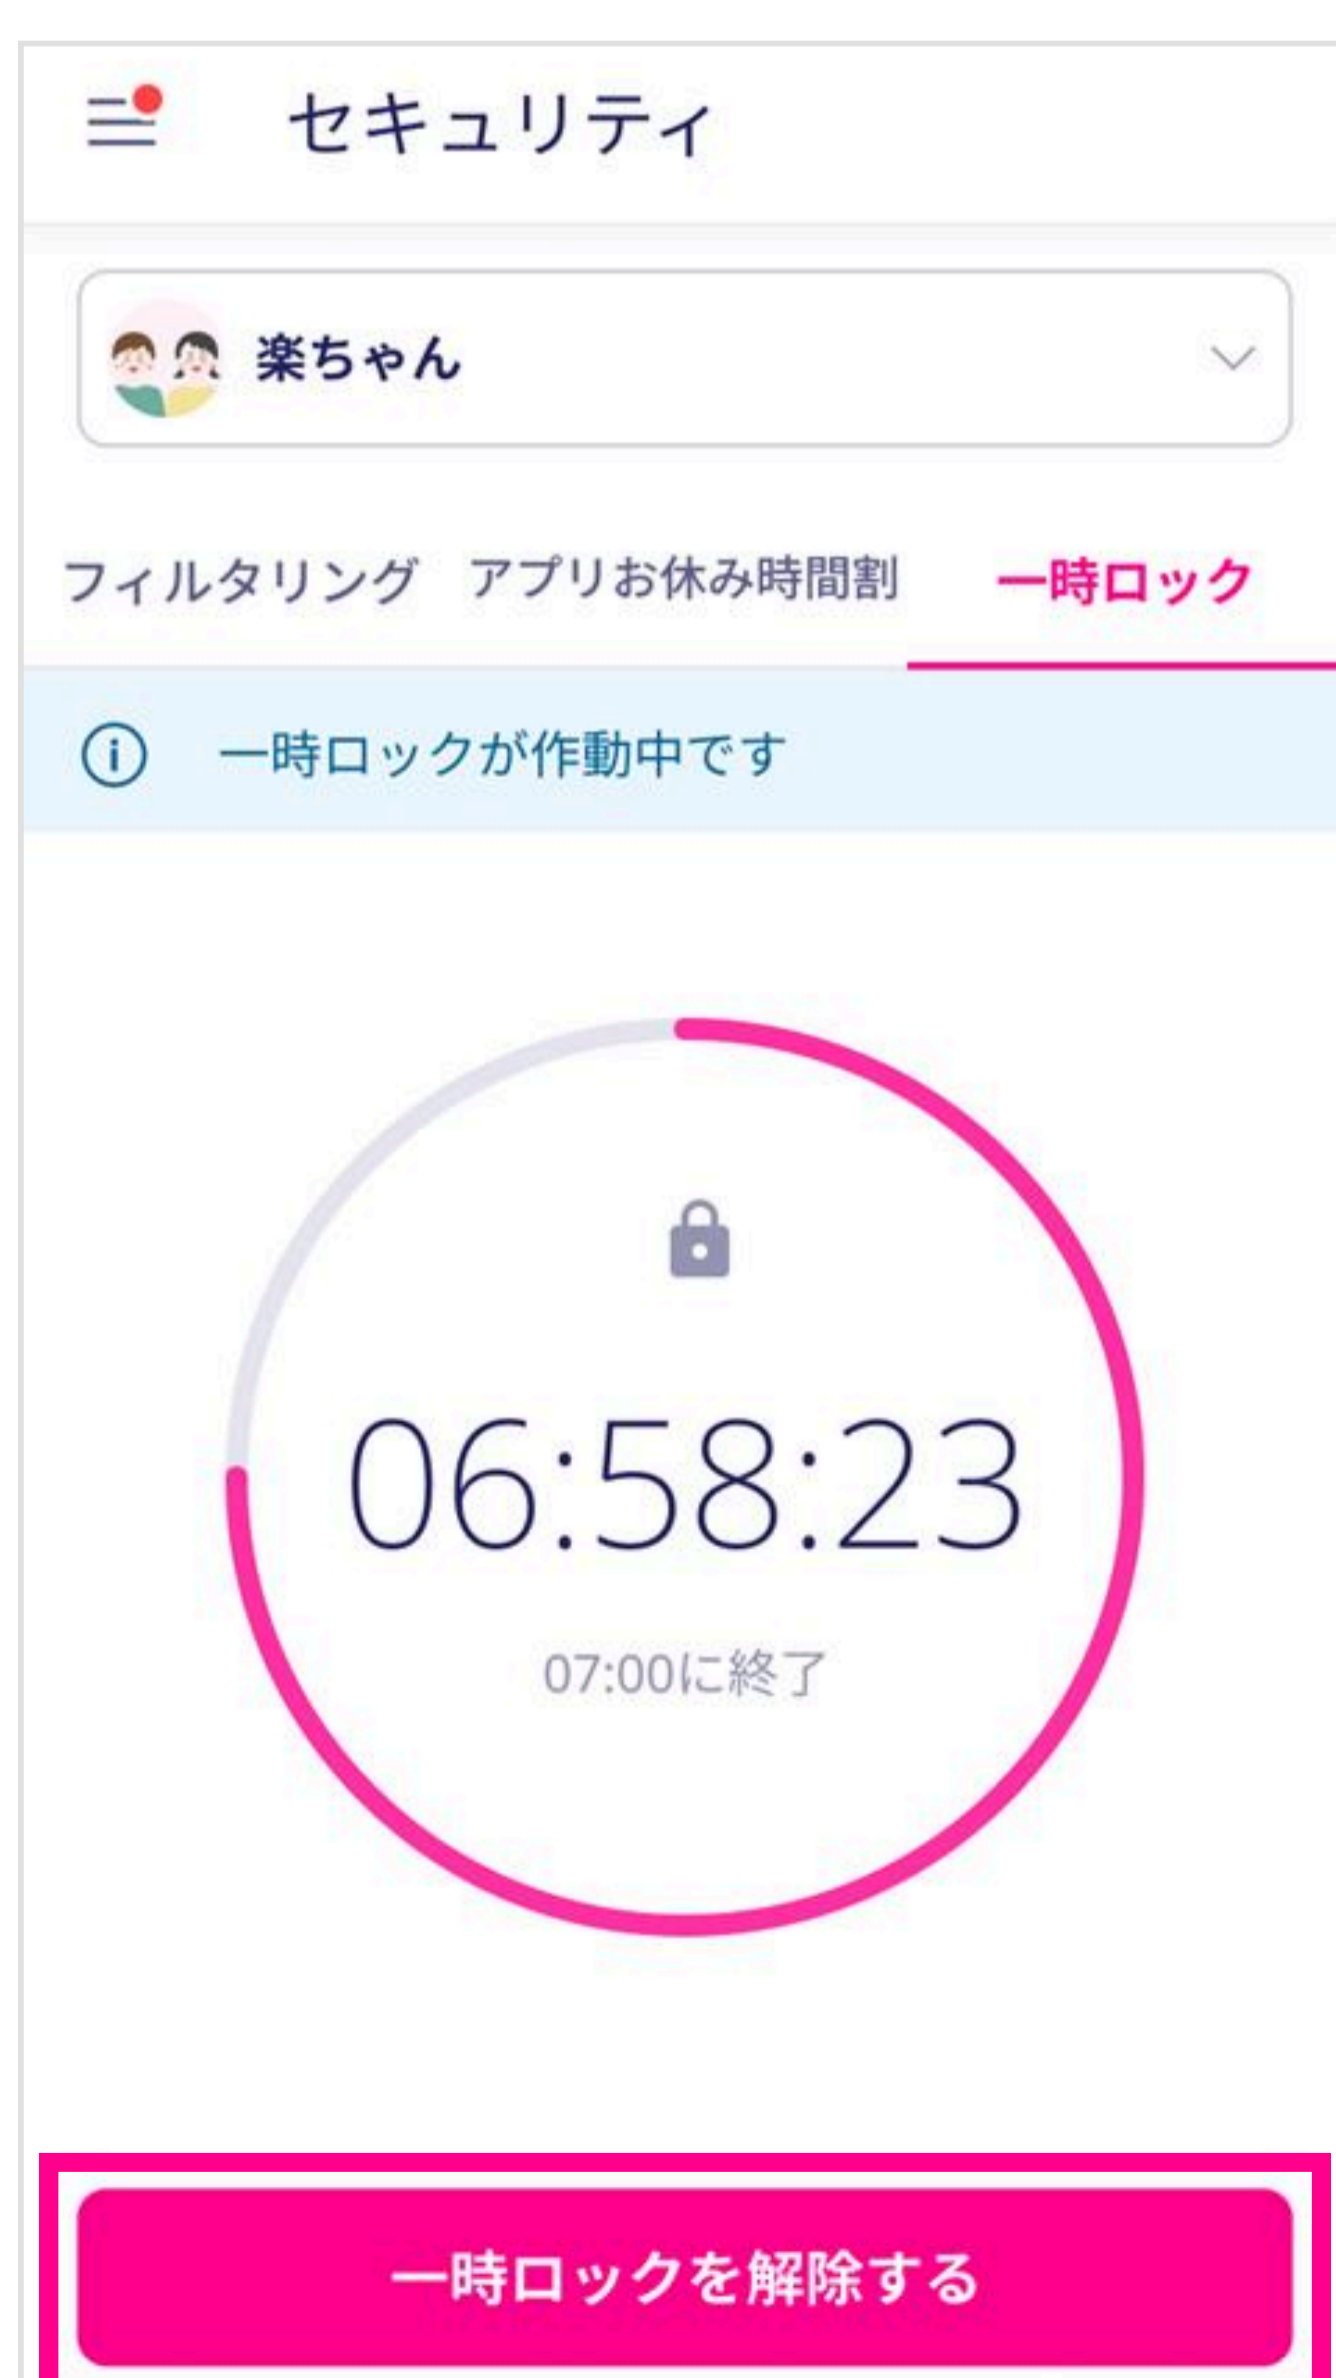 セキュリティ
楽ちゃん
フィルタリング アプリお休み時間割 一時ロック
一時ロックが作動中です
06:58:23
07:00に終了
一時ロックを解除する